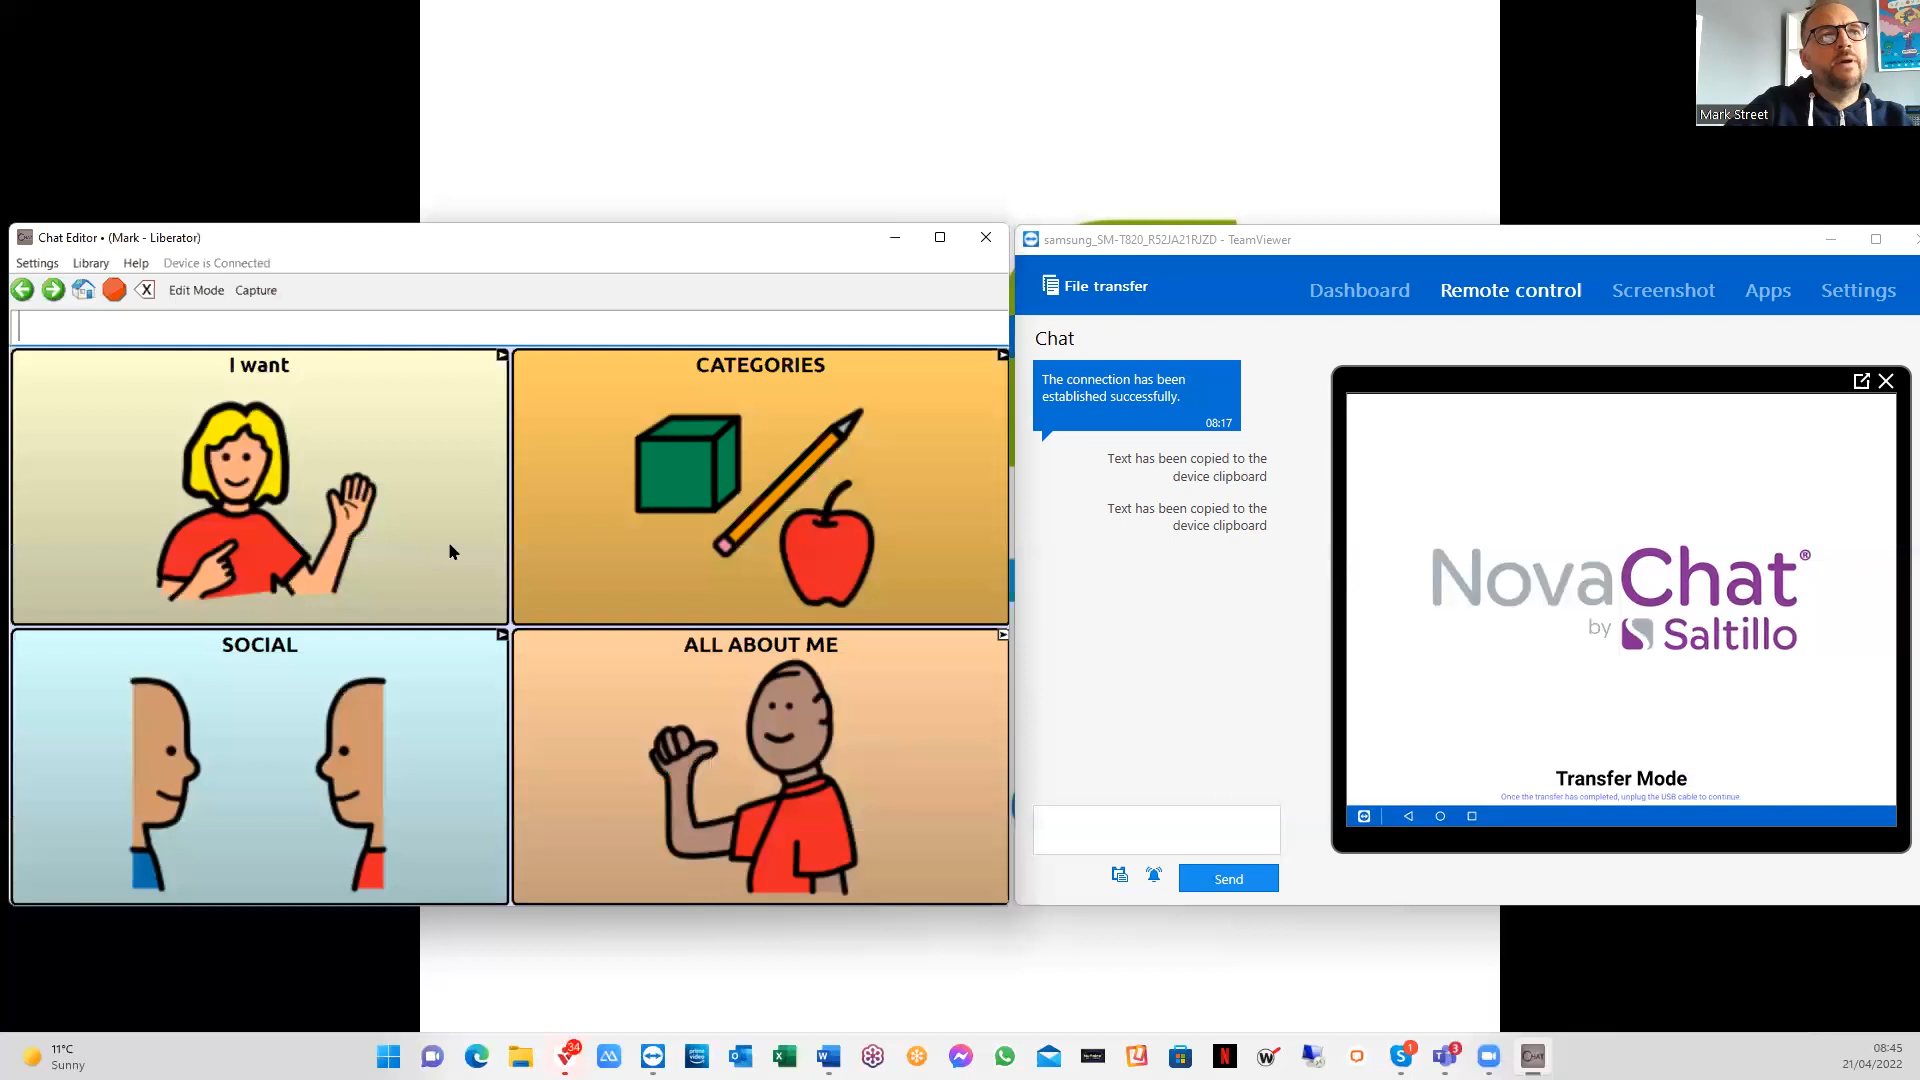 Mark Street
Chat Editor • (Mark - Liberator)
Settings Library Help Device is Connected
Edit Mode Capture
I want
CATEGORIES
SOCIAL
ALL ABOUT ME
samsung_SM-T820_R52JA21RJZD - TeamViewer
File transfer
Dashboard Remote control Screenshot Apps Settings
Chat
The connection has been
established successfully.
08:17
Text has been copied to the
device clipboard
Text has been copied to the
device clipboard
Send
NovaChat®
by Saltillo
Transfer Mode
Once the transfer has completed, unplug the USB cable to continue
11°C
Sunny
34
prime video
1
3
CHAT
08:45
21/04/2022